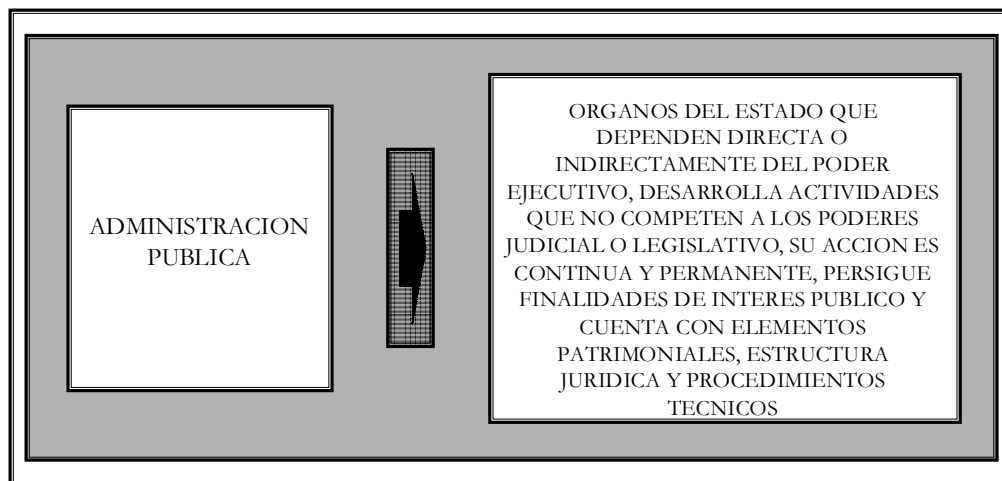 ADMINISTRACION
PUBLICA
ORGANOS DEL ESTADO QUE
DEPENDEN DIRECTA O
INDIRECTAMENTE DEL PODER
EJECUTIVO, DESARROLLA ACTIVIDADES
QUE NO COMPETEN A LOS PODERES
JUDICIAL O LEGISLATIVO, SU ACCION ES
CONTINUA Y PERMANENTE, PERSIGUE
FINALIDADES DE INTERES PUBLICO Y
CUENTA CON ELEMENTOS
PATRIMONIALES, ESTRUCTURA
JURIDICA Y PROCEDIMIENTOS
TECNICOS